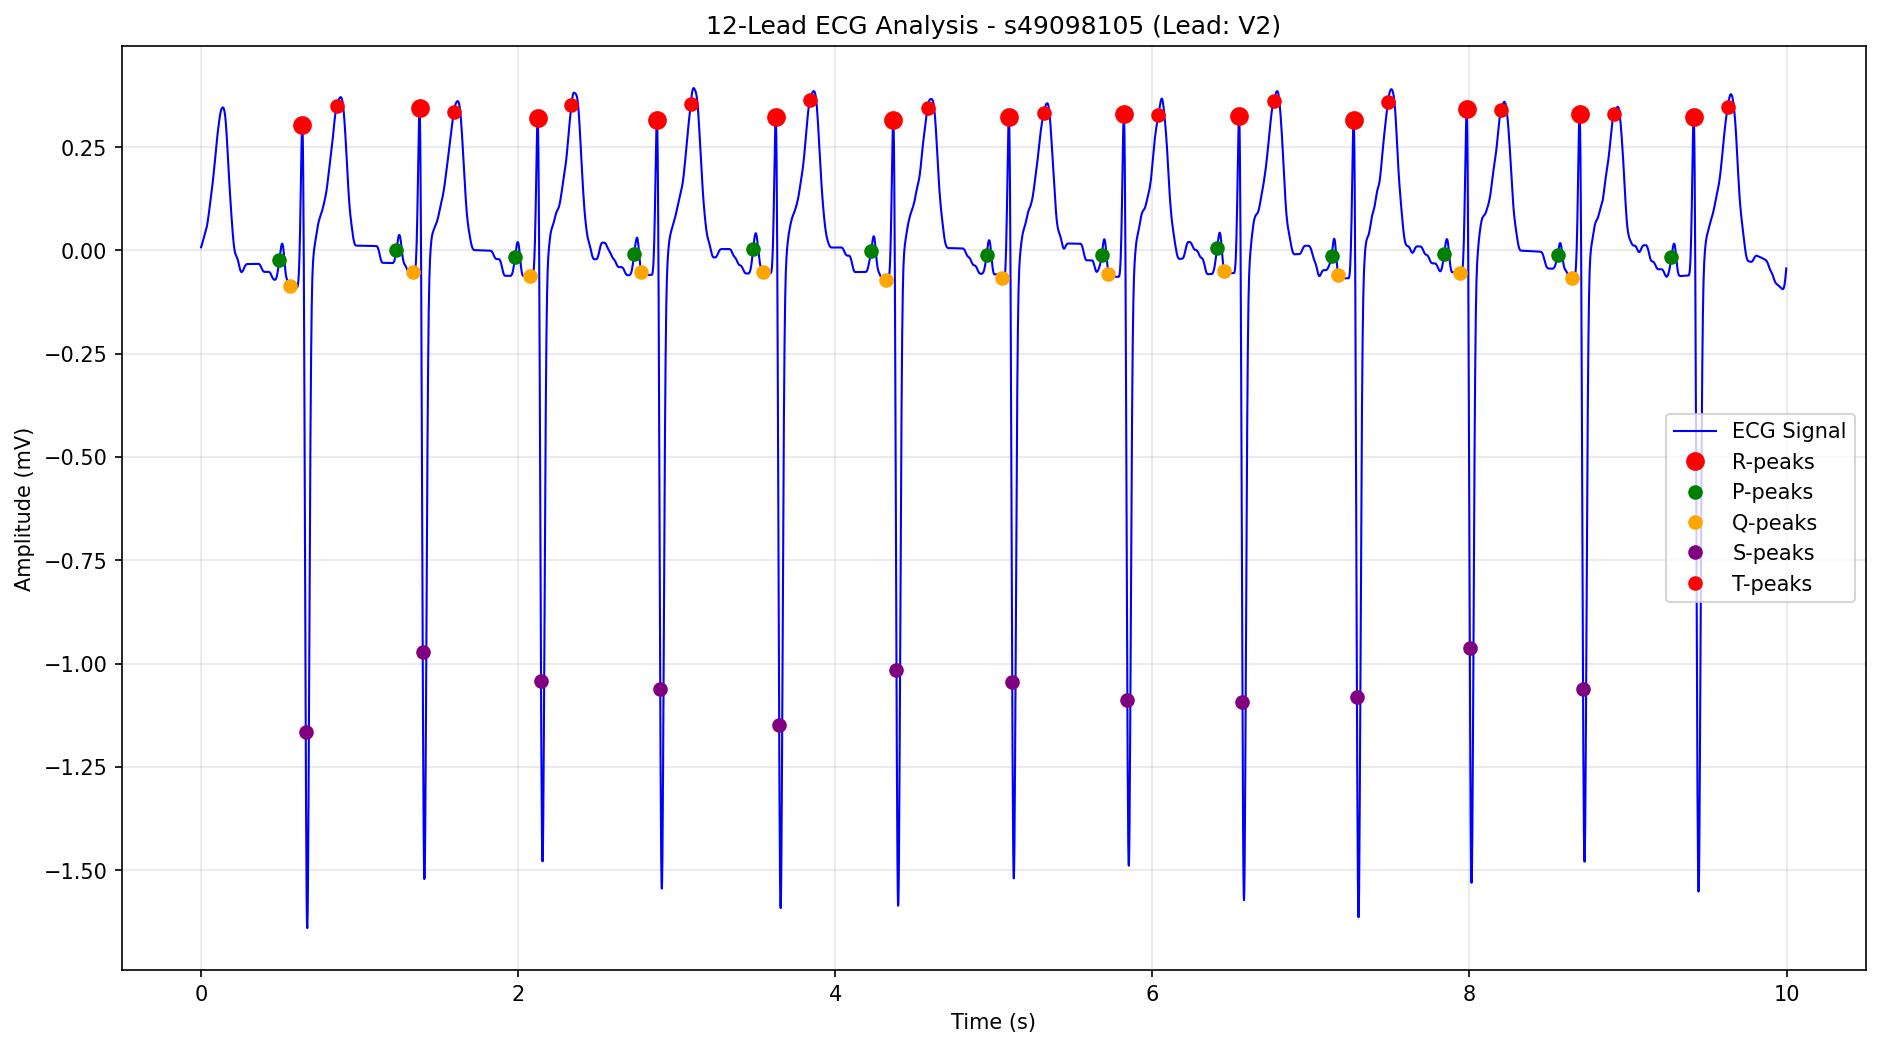 12-Lead ECG Analysis - s49098105 (Lead: V2)
Amplitude (mV)
0.25
0.00
−0.25
−0.50
−0.75
−1.00
−1.25
−1.50
ECG Signal
R-peaks
P-peaks
Q-peaks
S-peaks
T-peaks
0 2 4 6 8 10
Time (s)